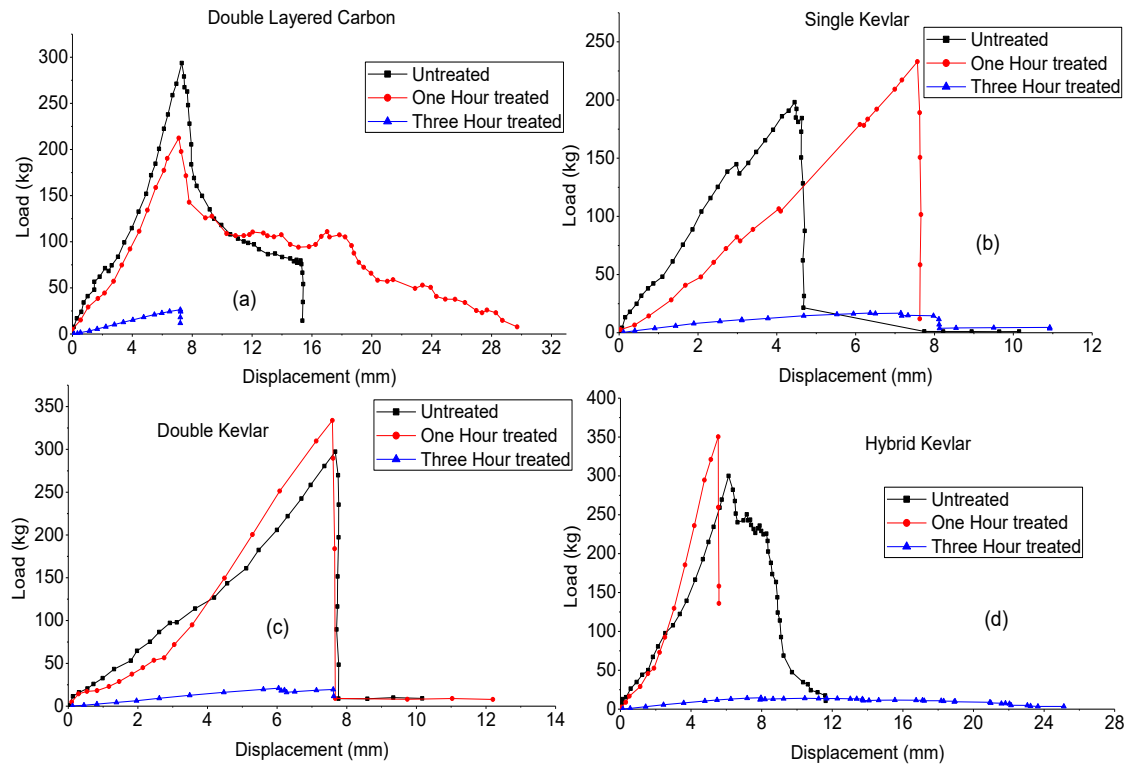 Double Layered Carbon
300
250
200
150
100
50
0
Load (kg)
Untreated
One Hour treated
Three Hour treated
(a)
0 4 8 12 16 20 24 28 32
Displacement (mm)
Single Kevlar
250
200
150
100
50
0
Load (kg)
Untreated
One Hour treated
Three Hour treated
(b)
0 2 4 6 8 10 12
Displacement (mm)
Double Kevlar
350
300
250
200
150
100
50
0
Load (kg)
Untreated
One Hour treated
Three Hour treated
(c)
0 2 4 6 8 10 12 14
Displacement (mm)
Hybrid Kevlar
400
350
300
250
200
150
100
50
0
Load (kg)
Untreated
One Hour treated
Three Hour treated
(d)
0 4 8 12 16 20 24 28
Displacement (mm)